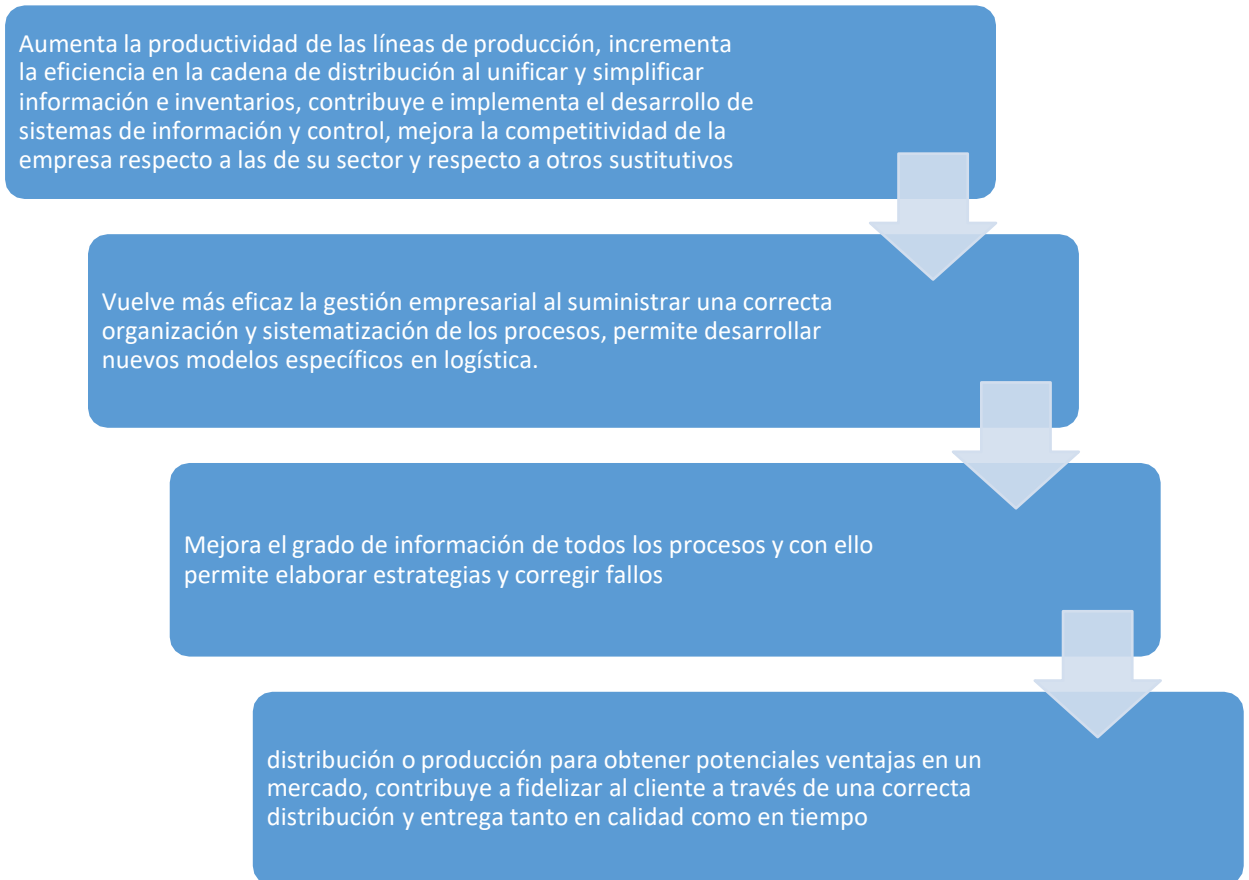 Aumenta la productividad de las líneas de producción, incrementa
la eficiencia en la cadena de distribución al unificar y simplificar
información e inventarios, contribuye e implementa el desarrollo de
sistemas de información y control, mejora la competitividad de la
empresa respecto a las de su sector y respecto a otros sustitutivos
Vuelve más eficaz la gestión empresarial al suministrar una correcta
organización y sistematización de los procesos, permite desarrollar
nuevos modelos específicos en logística.
Mejora el grado de información de todos los procesos y con ello
permite elaborar estrategias y corregir fallos
distribución o producción para obtener potenciales ventajas en un
mercado, contribuye a fidelizar al cliente a través de una correcta
distribución y entrega tanto en calidad como en tiempo